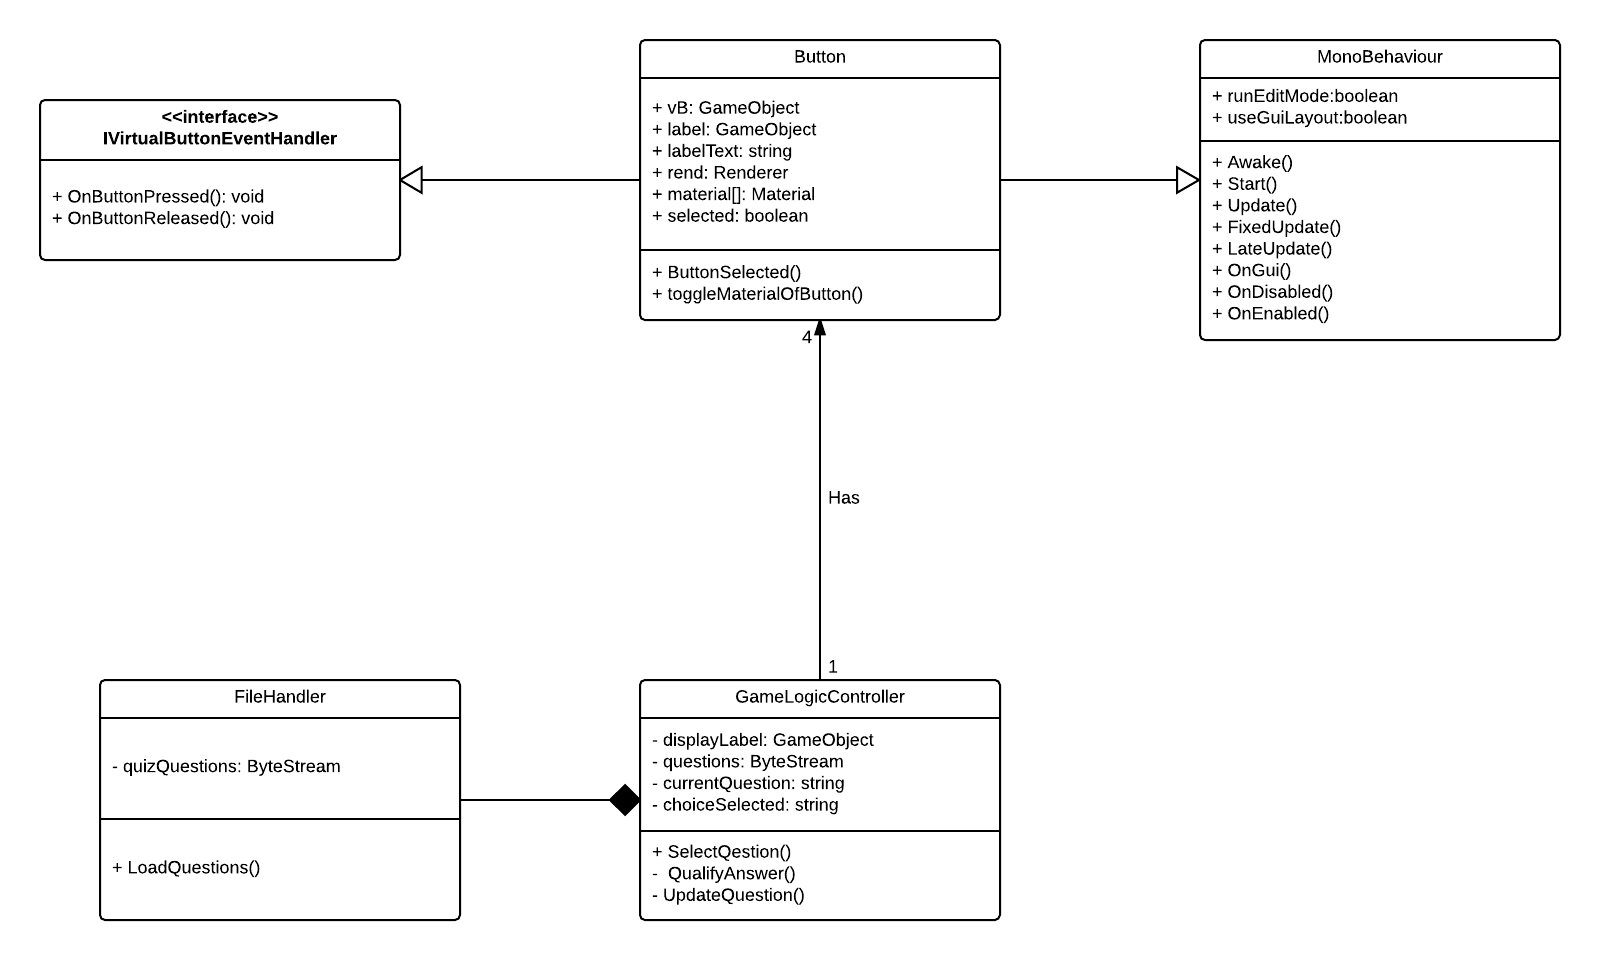 Button
+ vB: GameObject
+ label: GameObject
+ labelText: string
+ rend: Renderer
+ material[]: Material
+ selected: boolean
+ ButtonSelected()
+ toggleMaterialOfButton()
MonoBehaviour
+ runEditMode:boolean
+ useGuiLayout:boolean
+ Awake()
+ Start()
+ Update()
+ FixedUpdate()
+ LateUpdate()
+ OnGui()
+ OnDisabled()
+ OnEnabled()
<<interface>>
IVirtualButtonEventHandler
+ OnButtonPressed(): void
+ OnButtonReleased(): void
4
Has
1
FileHandler
- quizQuestions: ByteStream
+ LoadQuestions()
GameLogicController
- displayLabel: GameObject
- questions: ByteStream
- currentQuestion: string
- choiceSelected: string
+ SelectQestion()
-  QualifyAnswer()
- UpdateQuestion()